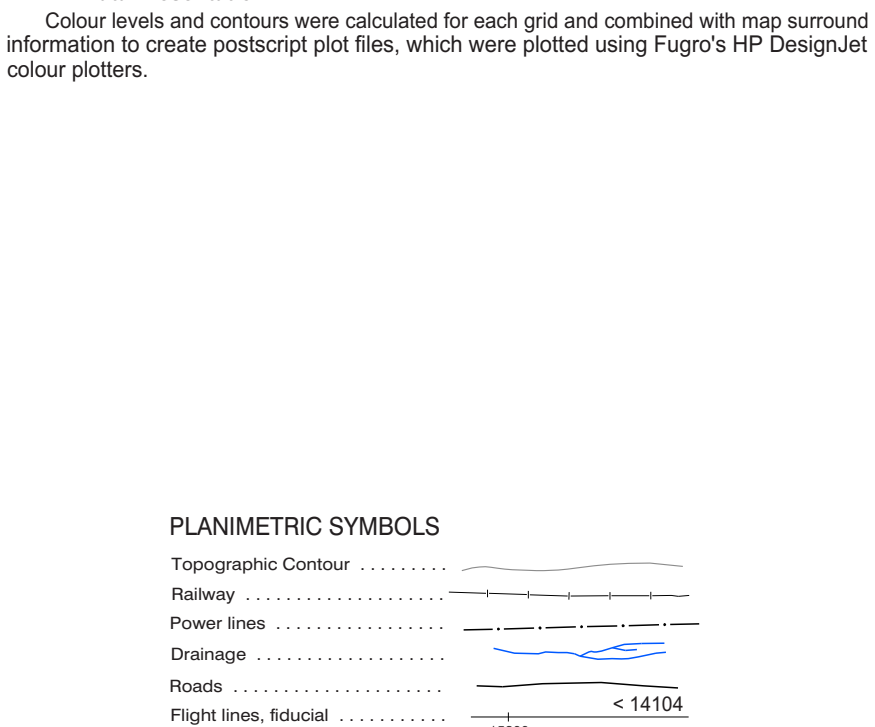 Colour levels and contours were calculated for each grid and combined with map surround
information to create postscript plot files, which were plotted using Fugro's HP DesignJet
colour plotters.
PLANIMETRIC SYMBOLS
Topographic Contour . . . . . . . . .
Railway . . . . . . . . . . . . . . . . . . . .
Power lines . . . . . . . . . . . . . . . . .
Drainage . . . . . . . . . . . . . . . . . . .
Roads . . . . . . . . . . . . . . . . . . . . .
Flight lines, fiducial . . . . . . . . . . . < 14104